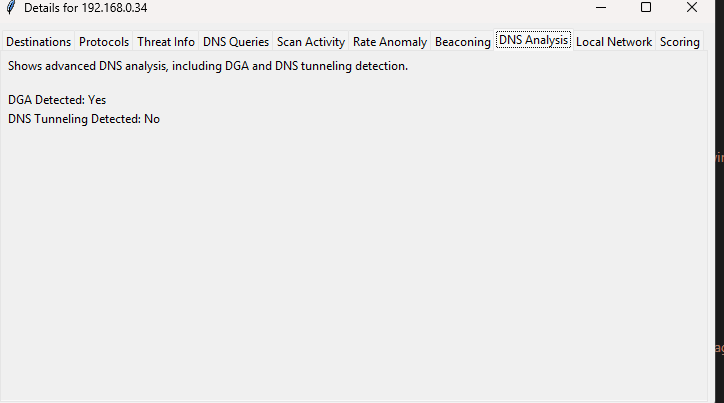 Details for 192.168.0.34
Destinations Protocols Threat Info DNS Queries Scan Activity Rate Anomaly Beaconing DNS Analysis Local Network Scoring
Shows advanced DNS analysis, including DGA and DNS tunneling detection.
DGA Detected: Yes
DNS Tunneling Detected: No